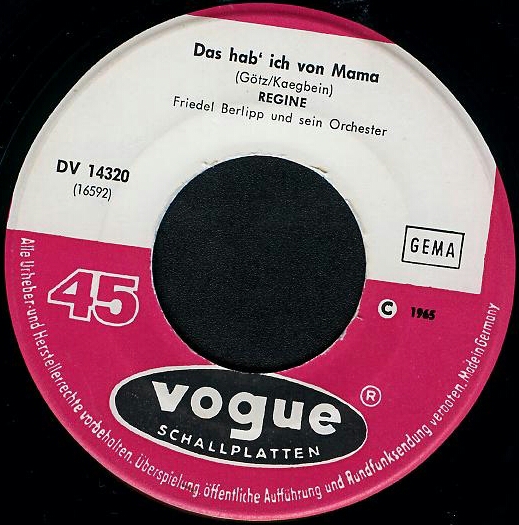 Das hab' ich von Mama
(Götz/Kaegbein)
REGINE
Friedel Berlipp und sein Orchester
DV 14320
(16592)
GEMA
45
C 1965
vogue ®
SCHALLPLATTEN
Alle Urheber- und Herstellerrechte vorbehalten. Überspielung, öffentliche Aufführung und Rundfunksendung verboten. Made in Germany